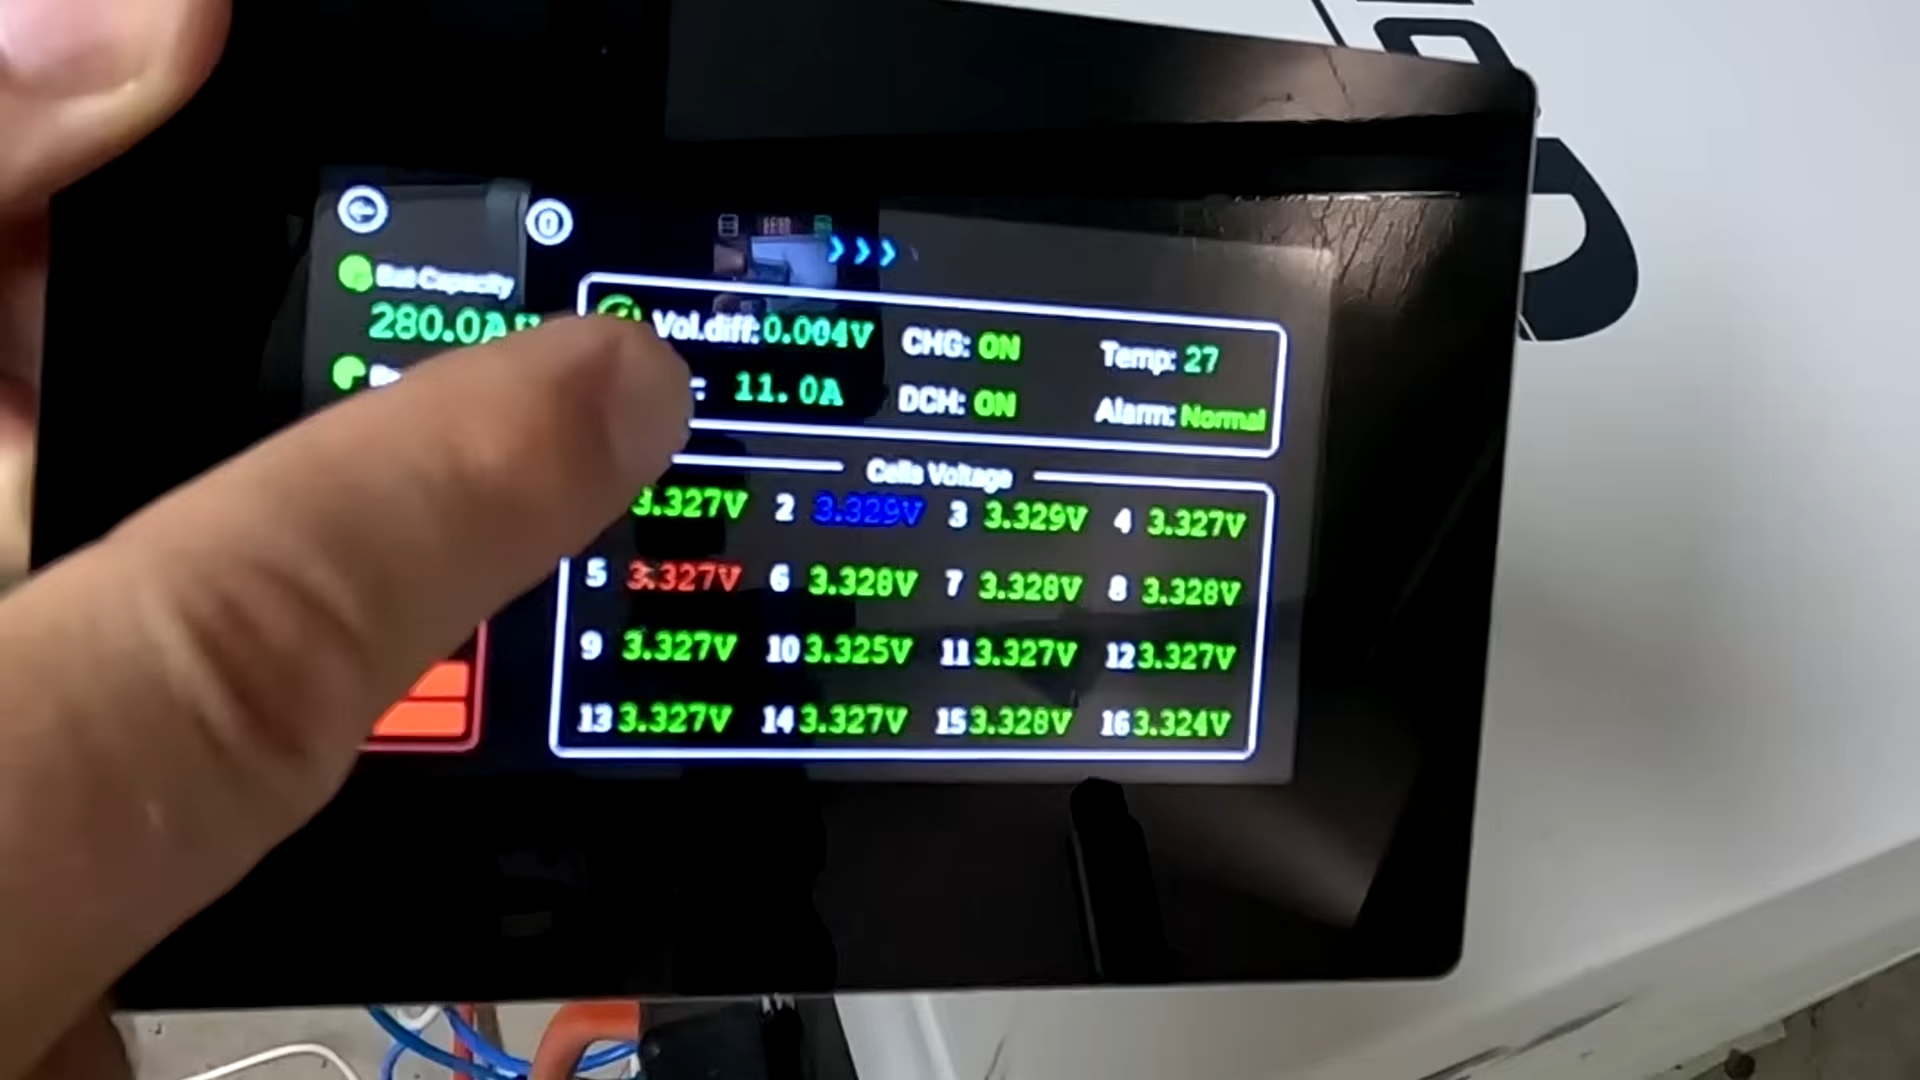 Bat Capacity
280.0A
Vol.diff: 0.004V CHG: ON Temp: 27
11.0A DCH: ON Alarm: Normal
Cells Voltage
3.327V 2 3.329V 3 3.329V 4 3.327V
5 3.327V 6 3.328V 7 3.328V 8 3.328V
9 3.327V 10 3.325V 11 3.327V 12 3.327V
13 3.327V 14 3.327V 15 3.328V 16 3.324V